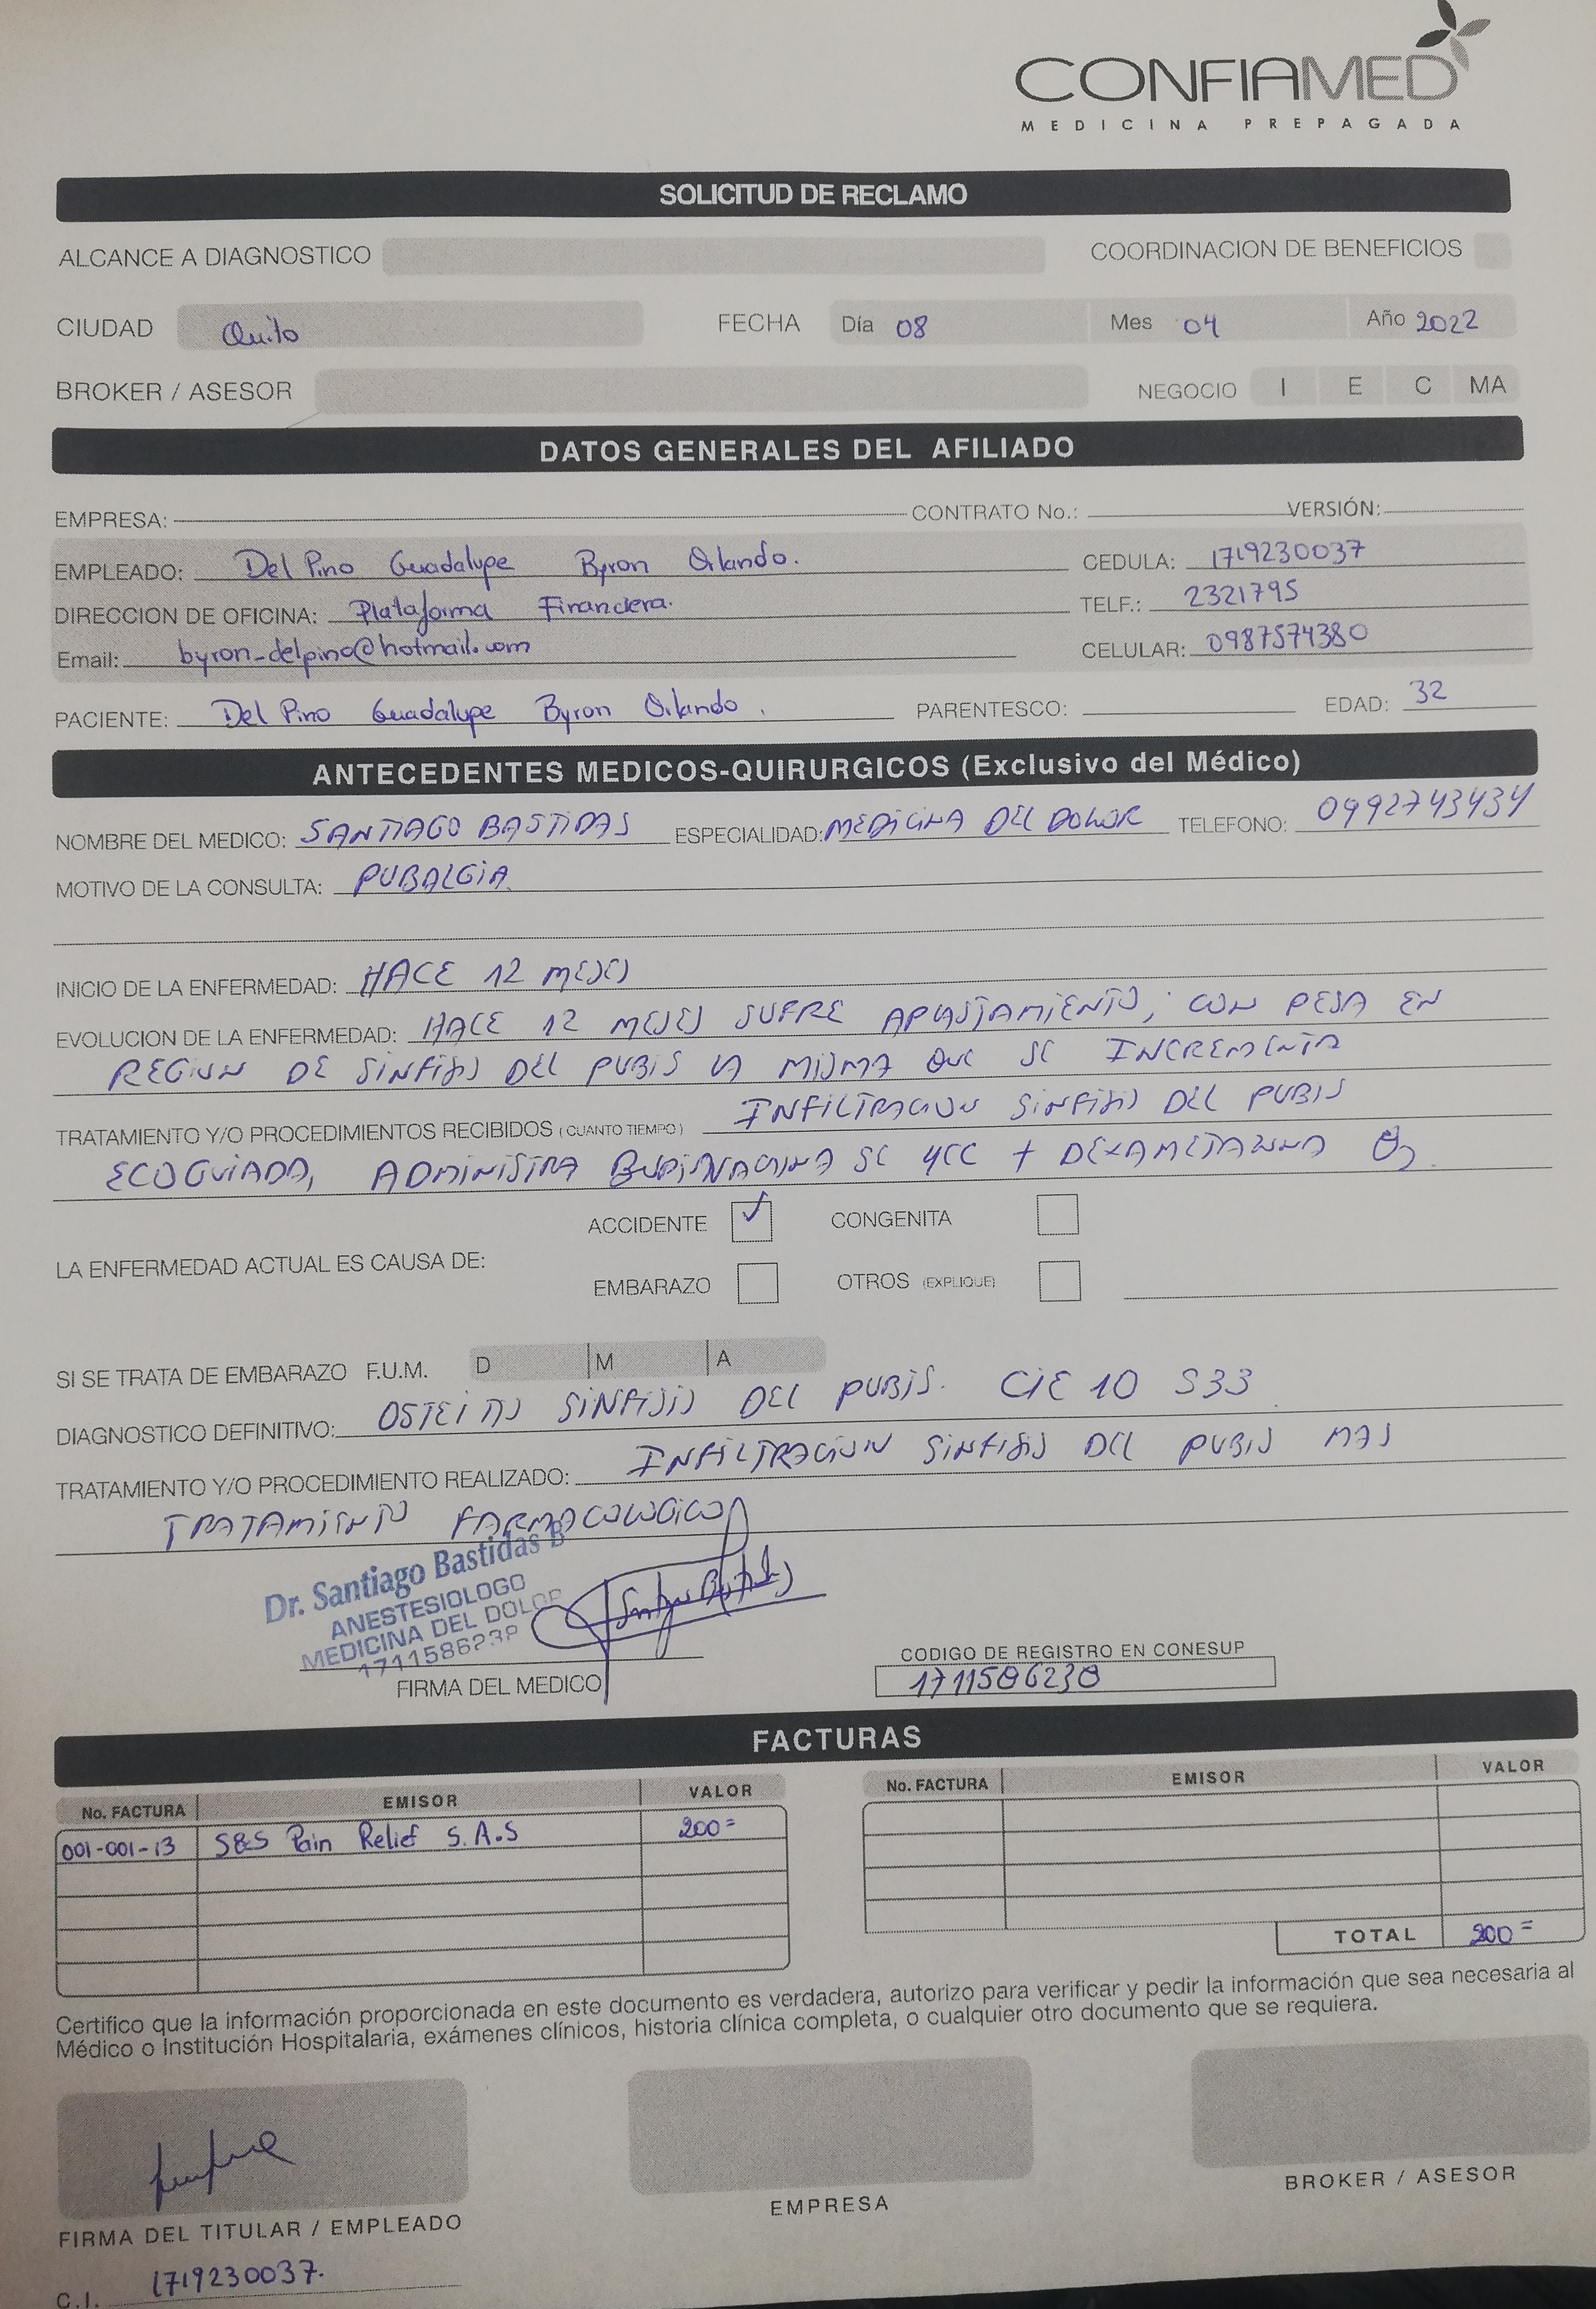 CONFIAMED
MEDICINA PREPAGADA
SOLICITUD DE RECLAMO
ALCANCE A DIAGNOSTICO COORDINACION DE BENEFICIOS
CIUDAD Quito FECHA Día 08 Mes 04 Año 2022
BROKER / ASESOR NEGOCIO I E C MA
DATOS GENERALES DEL AFILIADO
EMPRESA: CONTRATO No.: VERSIÓN:
EMPLEADO: Del Pino Guadalupe Byron Orlando. CEDULA: 1719230037
DIRECCION DE OFICINA: Plataforma Financiera. TELF.: 2321795
Email: byron_delpino@hotmail.com CELULAR: 0987574380
PACIENTE: Del Pino Guadalupe Byron Orlando. PARENTESCO: EDAD: 32
ANTECEDENTES MEDICOS-QUIRURGICOS (Exclusivo del Médico)
NOMBRE DEL MEDICO: SANTIAGO BASTIDAS ESPECIALIDAD: MEDICINA DEL DOLOR TELEFONO: 0992743434
MOTIVO DE LA CONSULTA: PUBALGIA
INICIO DE LA ENFERMEDAD: HACE 12 MESES
EVOLUCION DE LA ENFERMEDAD: HACE 12 MESES SUFRE APLASTAMIENTO, CON PESA EN
REGION DE SINFISIS DEL PUBIS LA MISMA QUE SE INCREMENTA
TRATAMIENTO Y/O PROCEDIMIENTOS RECIBIDOS (CUANTO TIEMPO) INFILTRACION SINFISIS DEL PUBIS
ECOGUIADA, ADMINISTRA 4CC + DEXAMETASONA
ACCIDENTE ✓ CONGENITA
LA ENFERMEDAD ACTUAL ES CAUSA DE:
EMBARAZO OTROS (EXPLIQUE)
SI SE TRATA DE EMBARAZO F.U.M. D M A
DIAGNOSTICO DEFINITIVO: OSTEITIS SINFISIS DEL PUBIS. CIE 10 S33
TRATAMIENTO Y/O PROCEDIMIENTO REALIZADO: INFILTRACION SINFISIS DEL PUBIS MAS
TRATAMIENTO FARMACOLOGICO
Dr. Santiago Bastidas B
ANESTESIOLOGO
MEDICINA DEL DOLOR
FIRMA DEL MEDICO
CODIGO DE REGISTRO EN CONESUP
1711586238
FACTURAS
No. FACTURA EMISOR VALOR No. FACTURA EMISOR VALOR
001-001-13 S&S Pain Relief S.A.S 200=
TOTAL 200=
Certifico que la información proporcionada en este documento es verdadera, autorizo para verificar y pedir la información que sea necesaria al
Médico o Institución Hospitalaria, exámenes clínicos, historia clínica completa, o cualquier otro documento que se requiera.
FIRMA DEL TITULAR / EMPLEADO EMPRESA BROKER / ASESOR
C.I. 1719230037.